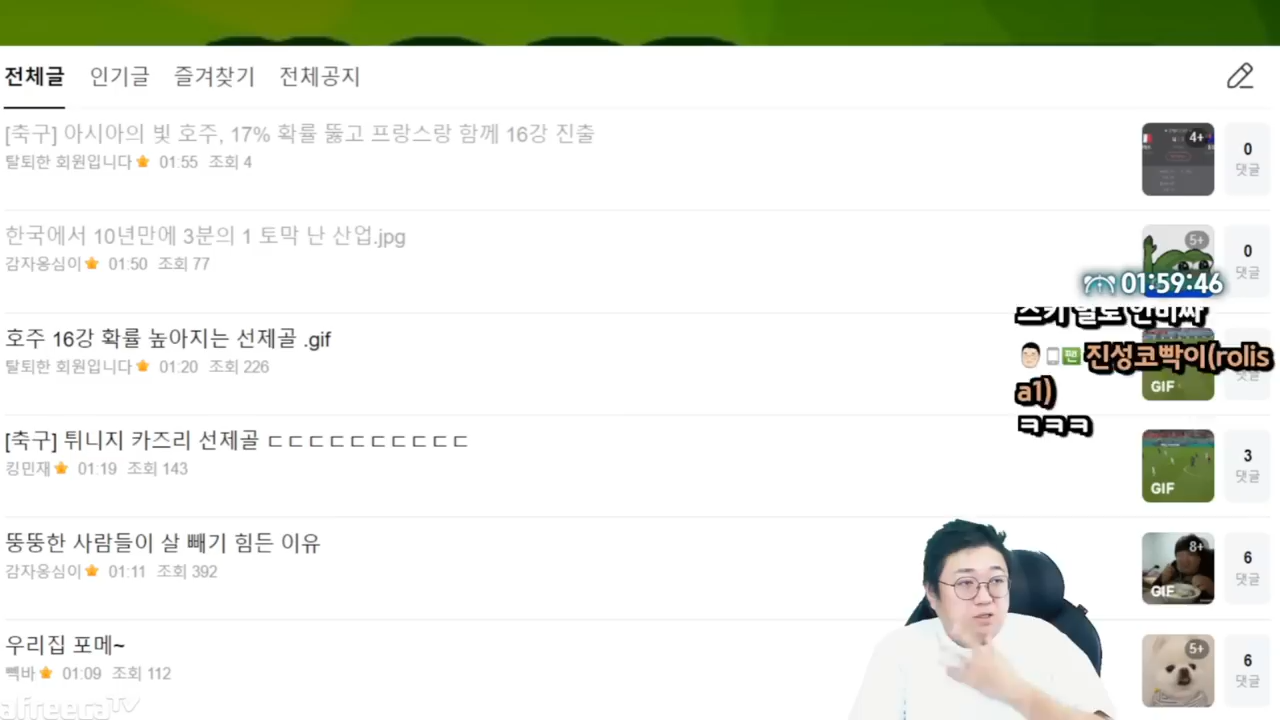 전체글 인기글 즐겨찾기 전체공지
[축구] 아시아의 빛 호주, 17% 확률 뚫고 프랑스랑 함께 16강 진출
탈퇴한 회원입니다 01:55 조회 4
4+
0
댓글
한국에서 10년만에 3분의 1 토막 난 산업.jpg
감자옹심이 01:50 조회 77
5+
0
댓글
01:59:46
호주 16강 확률 높아지는 선제골 .gif
탈퇴한 회원입니다 01:20 조회 226
GIF
댓글
진성코빡이(rolis
a1)
ㅋㅋㅋ
[축구] 튀니지 카즈리 선제골 ㄷㄷㄷㄷㄷㄷㄷㄷㄷㄷ
킹민재 01:19 조회 143
GIF
3
댓글
뚱뚱한 사람들이 살 빼기 힘든 이유
감자옹심이 01:11 조회 392
8+
GIF
6
댓글
우리집 포메~
빽바 01:09 조회 112
5+
6
댓글
afreecaTV